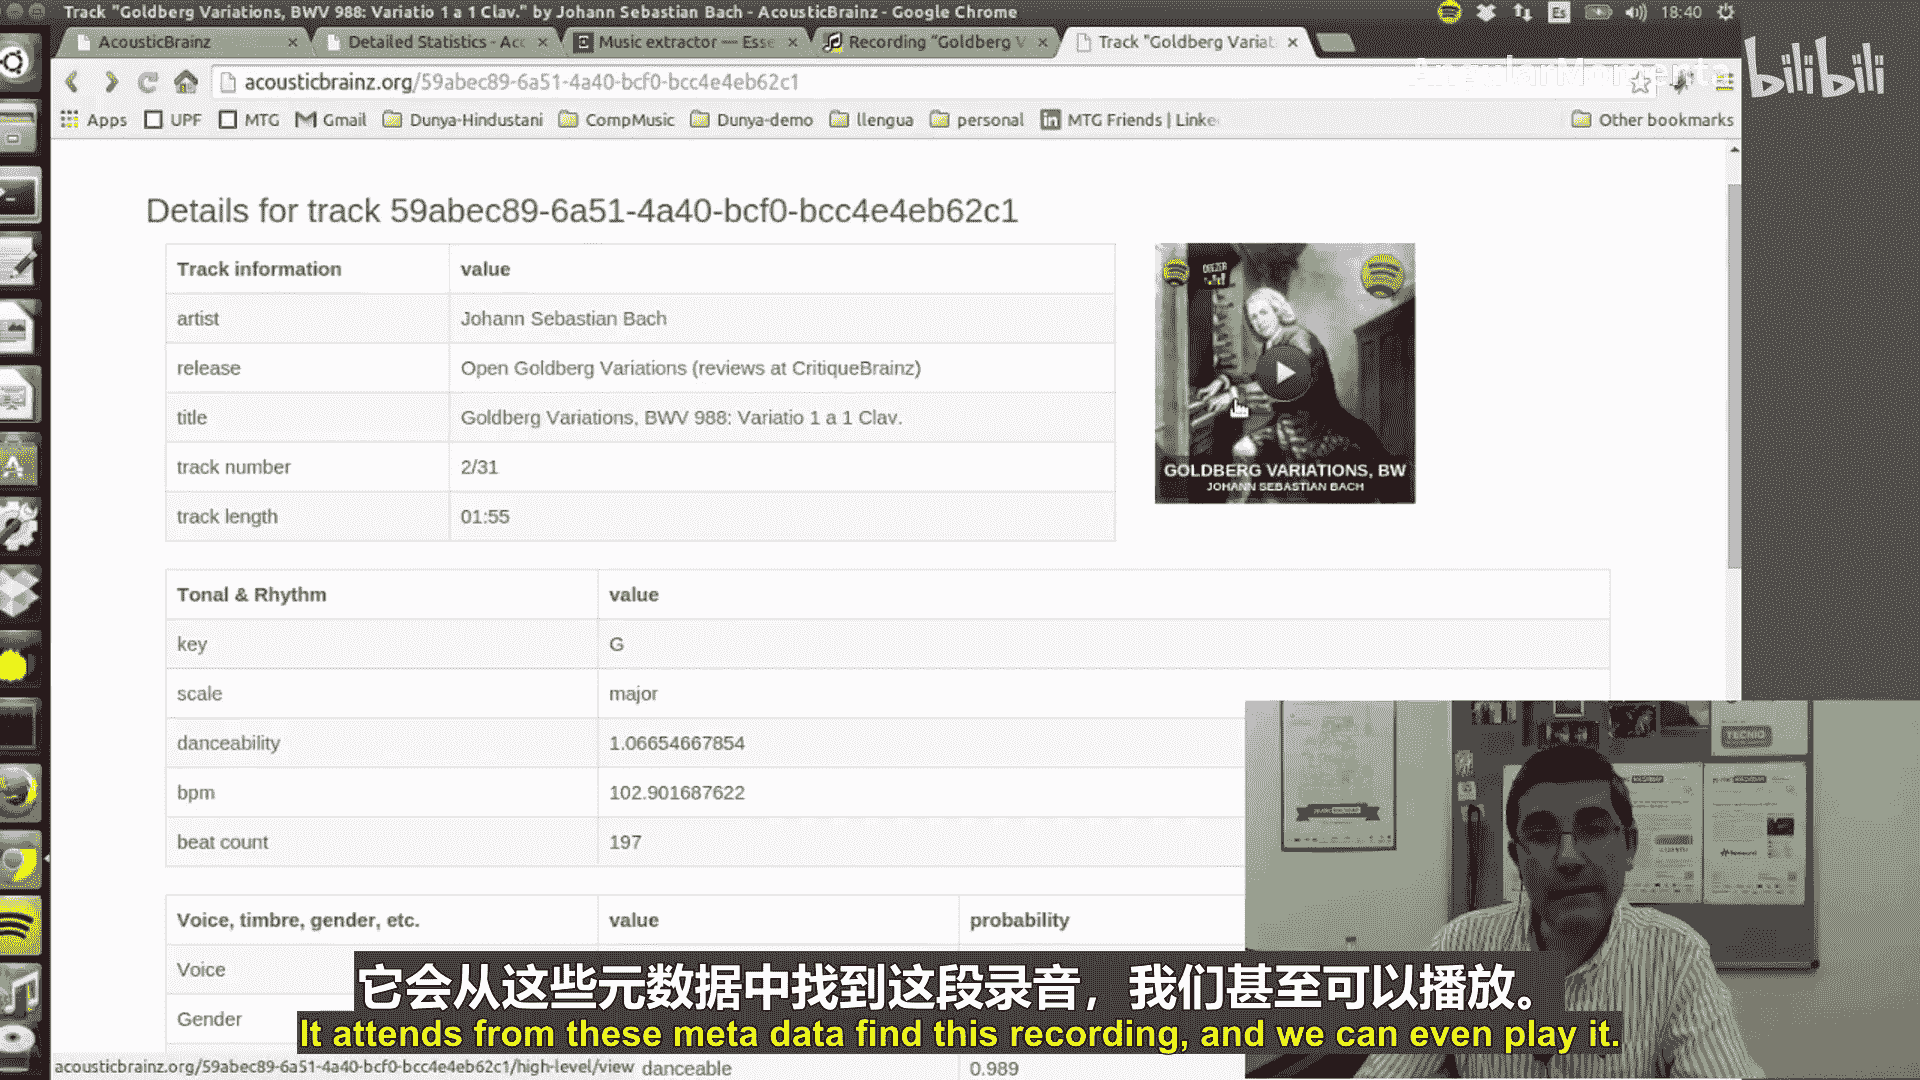 Track "Goldberg Variations, BWV 988: Variatio 1 a 1 Clav." by Johann Sebastian Bach - AcousticBrainz - Google Chrome
18:40
AcousticBrainz
Detailed Statistics - Acc
Music extractor — Esse
Recording "Goldberg V
Track "Goldberg Variat
acousticbrainz.org/59abec89-6a51-4a40-bcf0-bcc4e4eb62c1
bilibili
Apps UPF MTG Gmail Dunya-Hindustani CompMusic Dunya-demo llengua personal MTG Friends | Linke Other bookmarks
Details for track 59abec89-6a51-4a40-bcf0-bcc4e4eb62c1
Track information value
artist Johann Sebastian Bach
release Open Goldberg Variations (reviews at CritiqueBrainz)
title Goldberg Variations, BWV 988: Variatio 1 a 1 Clav.
track number 2/31
track length 01:55
DEEZER
GOLDBERG VARIATIONS, BW
JOHANN SEBASTIAN BACH
Tonal & Rhythm value
key G
scale major
danceability 1.06654667854
bpm 102.901687622
beat count 197
Voice, timbre, gender, etc. value probability
Voice
Gender
danceable 0.989
TECNIO
它会从这些元数据中找到这段录音，我们甚至可以播放。
It attends from these meta data find this recording, and we can even play it.
acousticbrainz.org/59abec89-6a51-4a40-bcf0-bcc4e4eb62c1/high-level/view